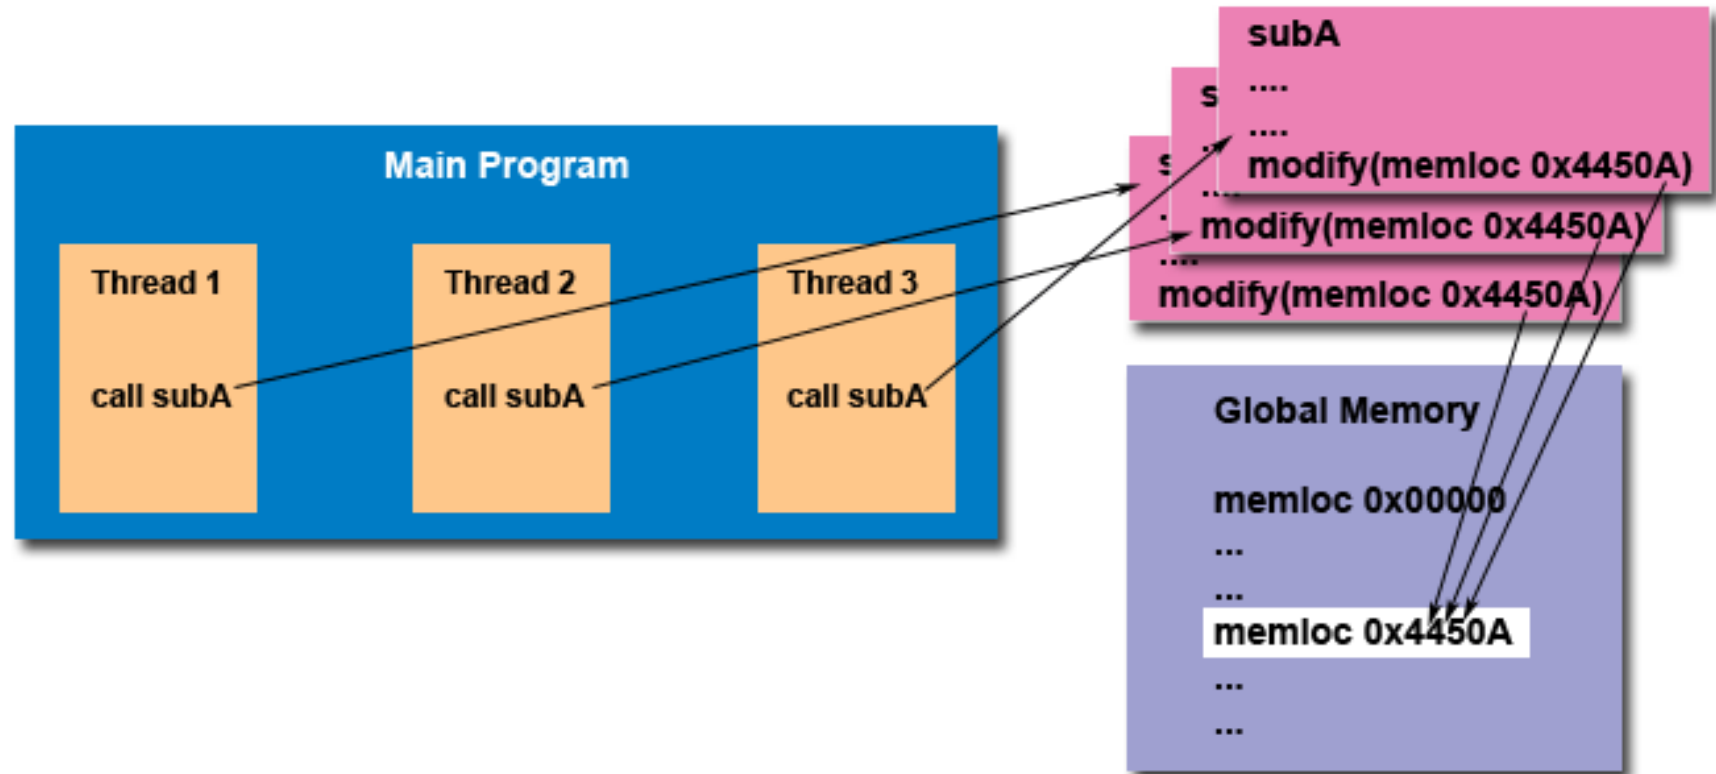 Main Program
Thread 1
call subA
Thread 2
call subA
Thread 3
call subA
subA
....
....
modify(memloc 0x4450A)
s
..
....
modify(memloc 0x4450A)
s
.
....
modify(memloc 0x4450A)
Global Memory
memloc 0x00000
...
...
memloc 0x4450A
...
...